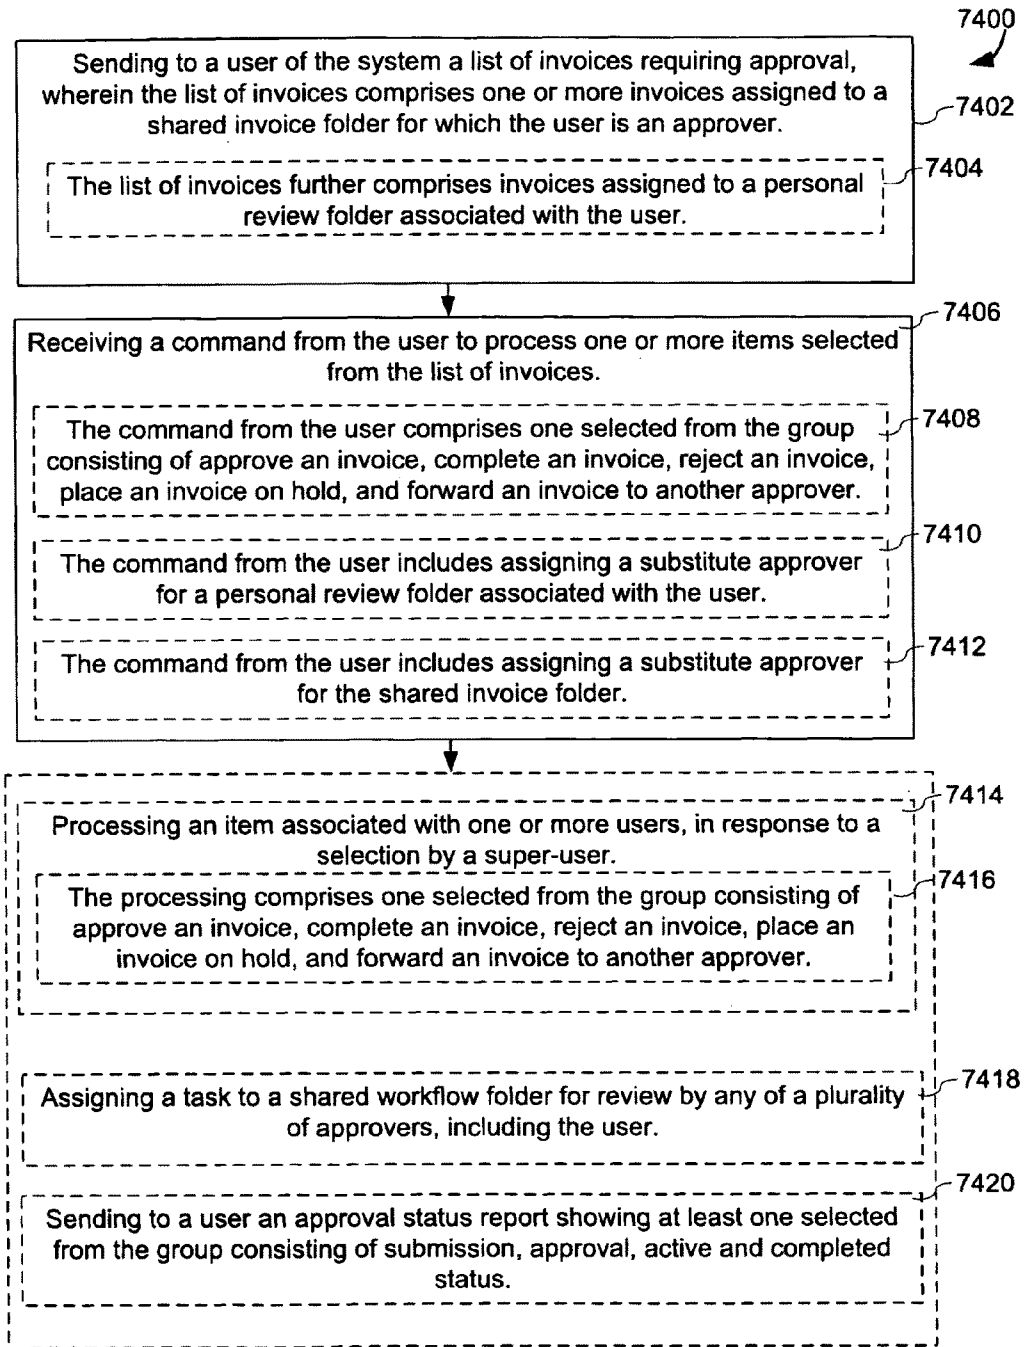 7400
Sending to a user of the system a list of invoices requiring approval,
wherein the list of invoices comprises one or more invoices assigned to a
shared invoice folder for which the user is an approver.
7402
The list of invoices further comprises invoices assigned to a personal
review folder associated with the user.
7404
Receiving a command from the user to process one or more items selected
from the list of invoices.
7406
The command from the user comprises one selected from the group
consisting of approve an invoice, complete an invoice, reject an invoice,
place an invoice on hold, and forward an invoice to another approver.
7408
The command from the user includes assigning a substitute approver
for a personal review folder associated with the user.
7410
The command from the user includes assigning a substitute approver
for the shared invoice folder.
7412
Processing an item associated with one or more users, in response to a
selection by a super-user.
7414
The processing comprises one selected from the group consisting of
approve an invoice, complete an invoice, reject an invoice, place an
invoice on hold, and forward an invoice to another approver.
7416
Assigning a task to a shared workflow folder for review by any of a plurality
of approvers, including the user.
7418
Sending to a user an approval status report showing at least one selected
from the group consisting of submission, approval, active and completed
status.
7420